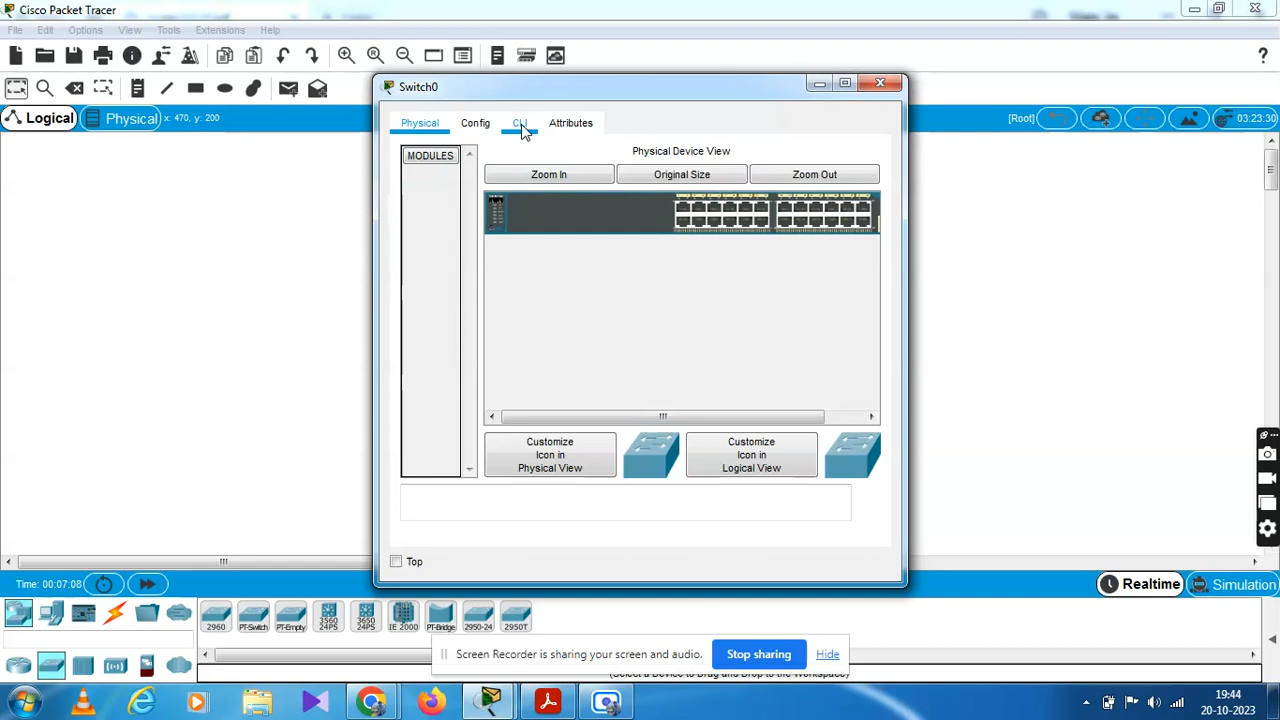 Cisco Packet Tracer
File Edit View Options Tools Extensions Help
Logical
Physical x: 470, y: 200
[Root]
03:23:30
Switch0
Physical Config CLI Attributes
MODULES
Physical Device View
Zoom In Original Size Zoom Out
Customize
Icon in
Physical View
Customize
Icon in
Logical View
Top
Time: 00:07:08
Realtime
Simulation
2960
PT-Switch
PT-Empty
3560
24PS
3650
24PS
IE 2000
PT-Bridge
2950-24
2950T
Screen Recorder is sharing your screen and audio.
Stop sharing
Hide
(Select a Device to Drag and Drop to the Workspace)
19:44
20-10-2023